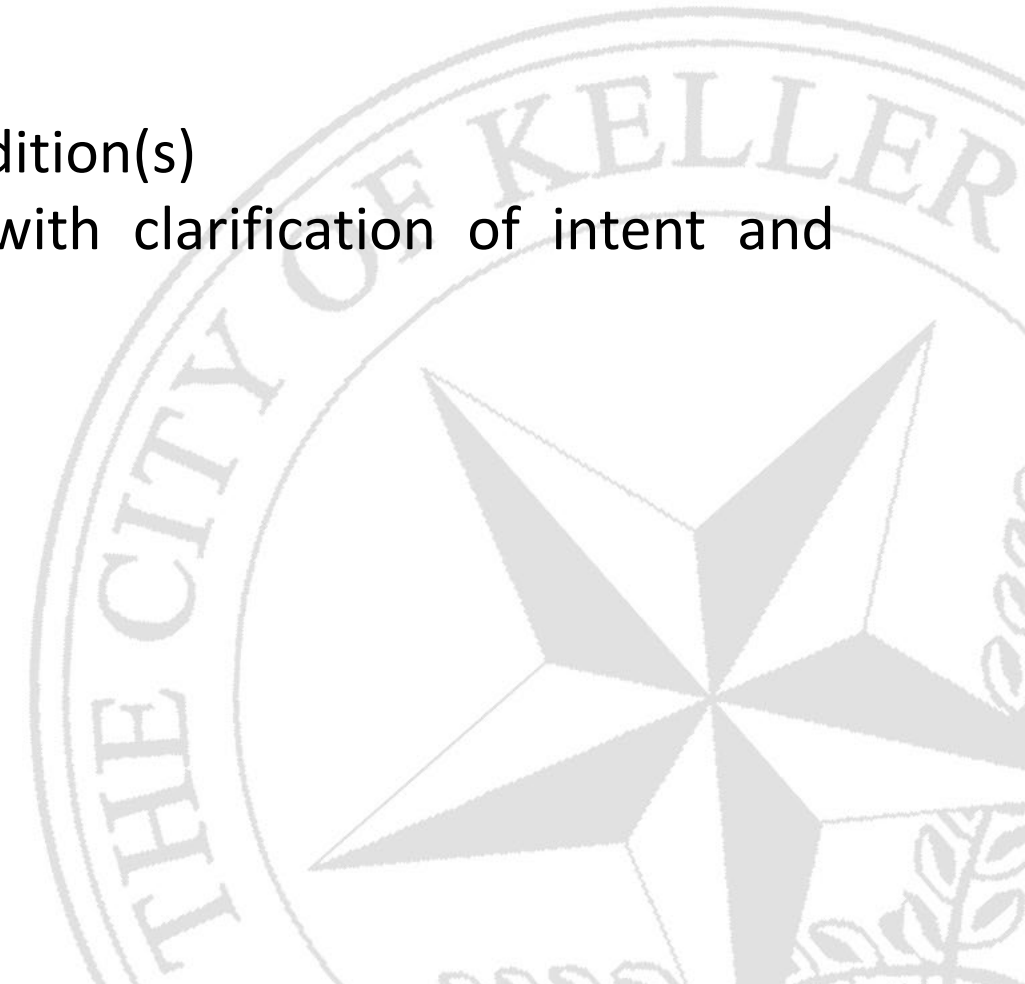 dition(s)
with clarification of intent and
THE CITY OF KELLER